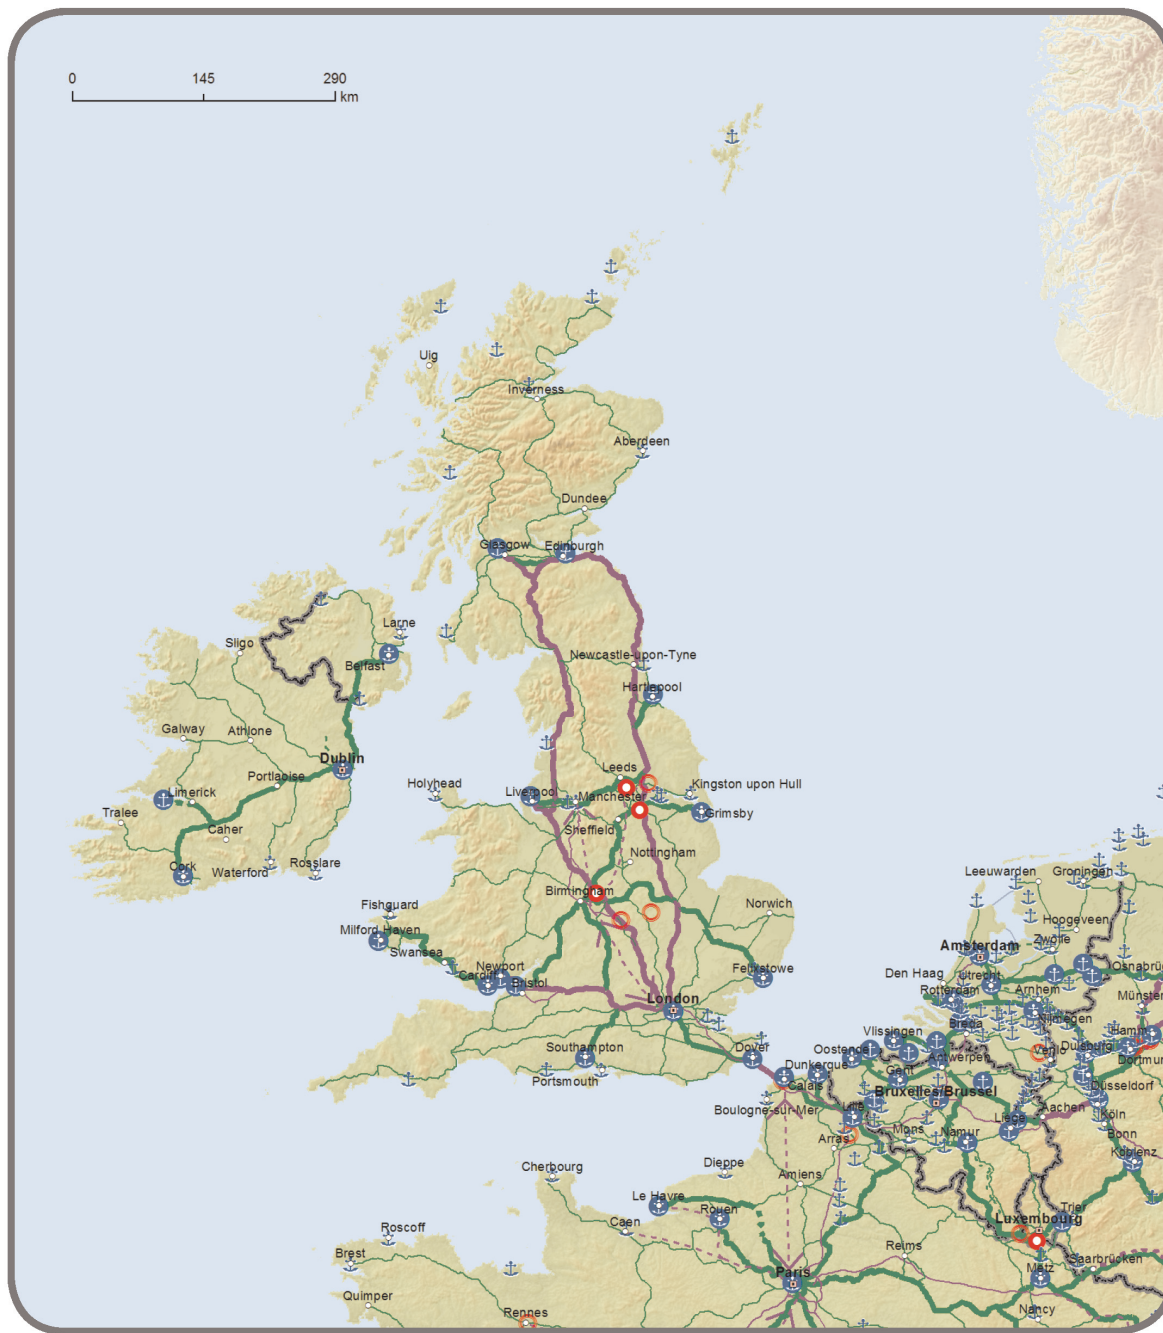 0 145 290
km
Uig
Inverness
Aberdeen
Dundee
Glasgow Edinburgh
Larne
Sligo
Belfast
Newcastle-upon-Tyne
Hartlepool
Galway Athlone
Dublin
Leeds
Portlaoise
Holyhead
Kingston upon Hull
Limerick
Liverpool
Manchester
Tralee
Grimsby
Caher
Sheffield
Nottingham
Cork
Waterford
Rosslare
Leeuwarden
Groningen
Birmingham
Fishguard
Norwich
Hoogeveen
Milford Haven
Amsterdam
Zwolle
Swansea
Newport
Cardiff
Felixstowe
Den Haag
Utrecht
Osnabrüc
Bristol
Arnhem
Rotterdam
London
Münster
Nijmegen
Breda
Vlissingen
Hamm
Southampton
Dover
Oostende
Duisburg
Venlo
Antwerpen
Dortmun
Dunkerque
Gent
Portsmouth
Calais
Düsseldorf
Bruxelles/Brussel
Boulogne-sur-Mer
Lille
Liège
Aachen
Köln
Mons
Namur
Arras
Bonn
Koblenz
Cherbourg
Dieppe
Amiens
Le Havre
Rouen
Trier
Caen
Luxembourg
Roscoff
Reims
Brest
Saarbrücken
Paris
Metz
Quimper
Rennes
Nancy